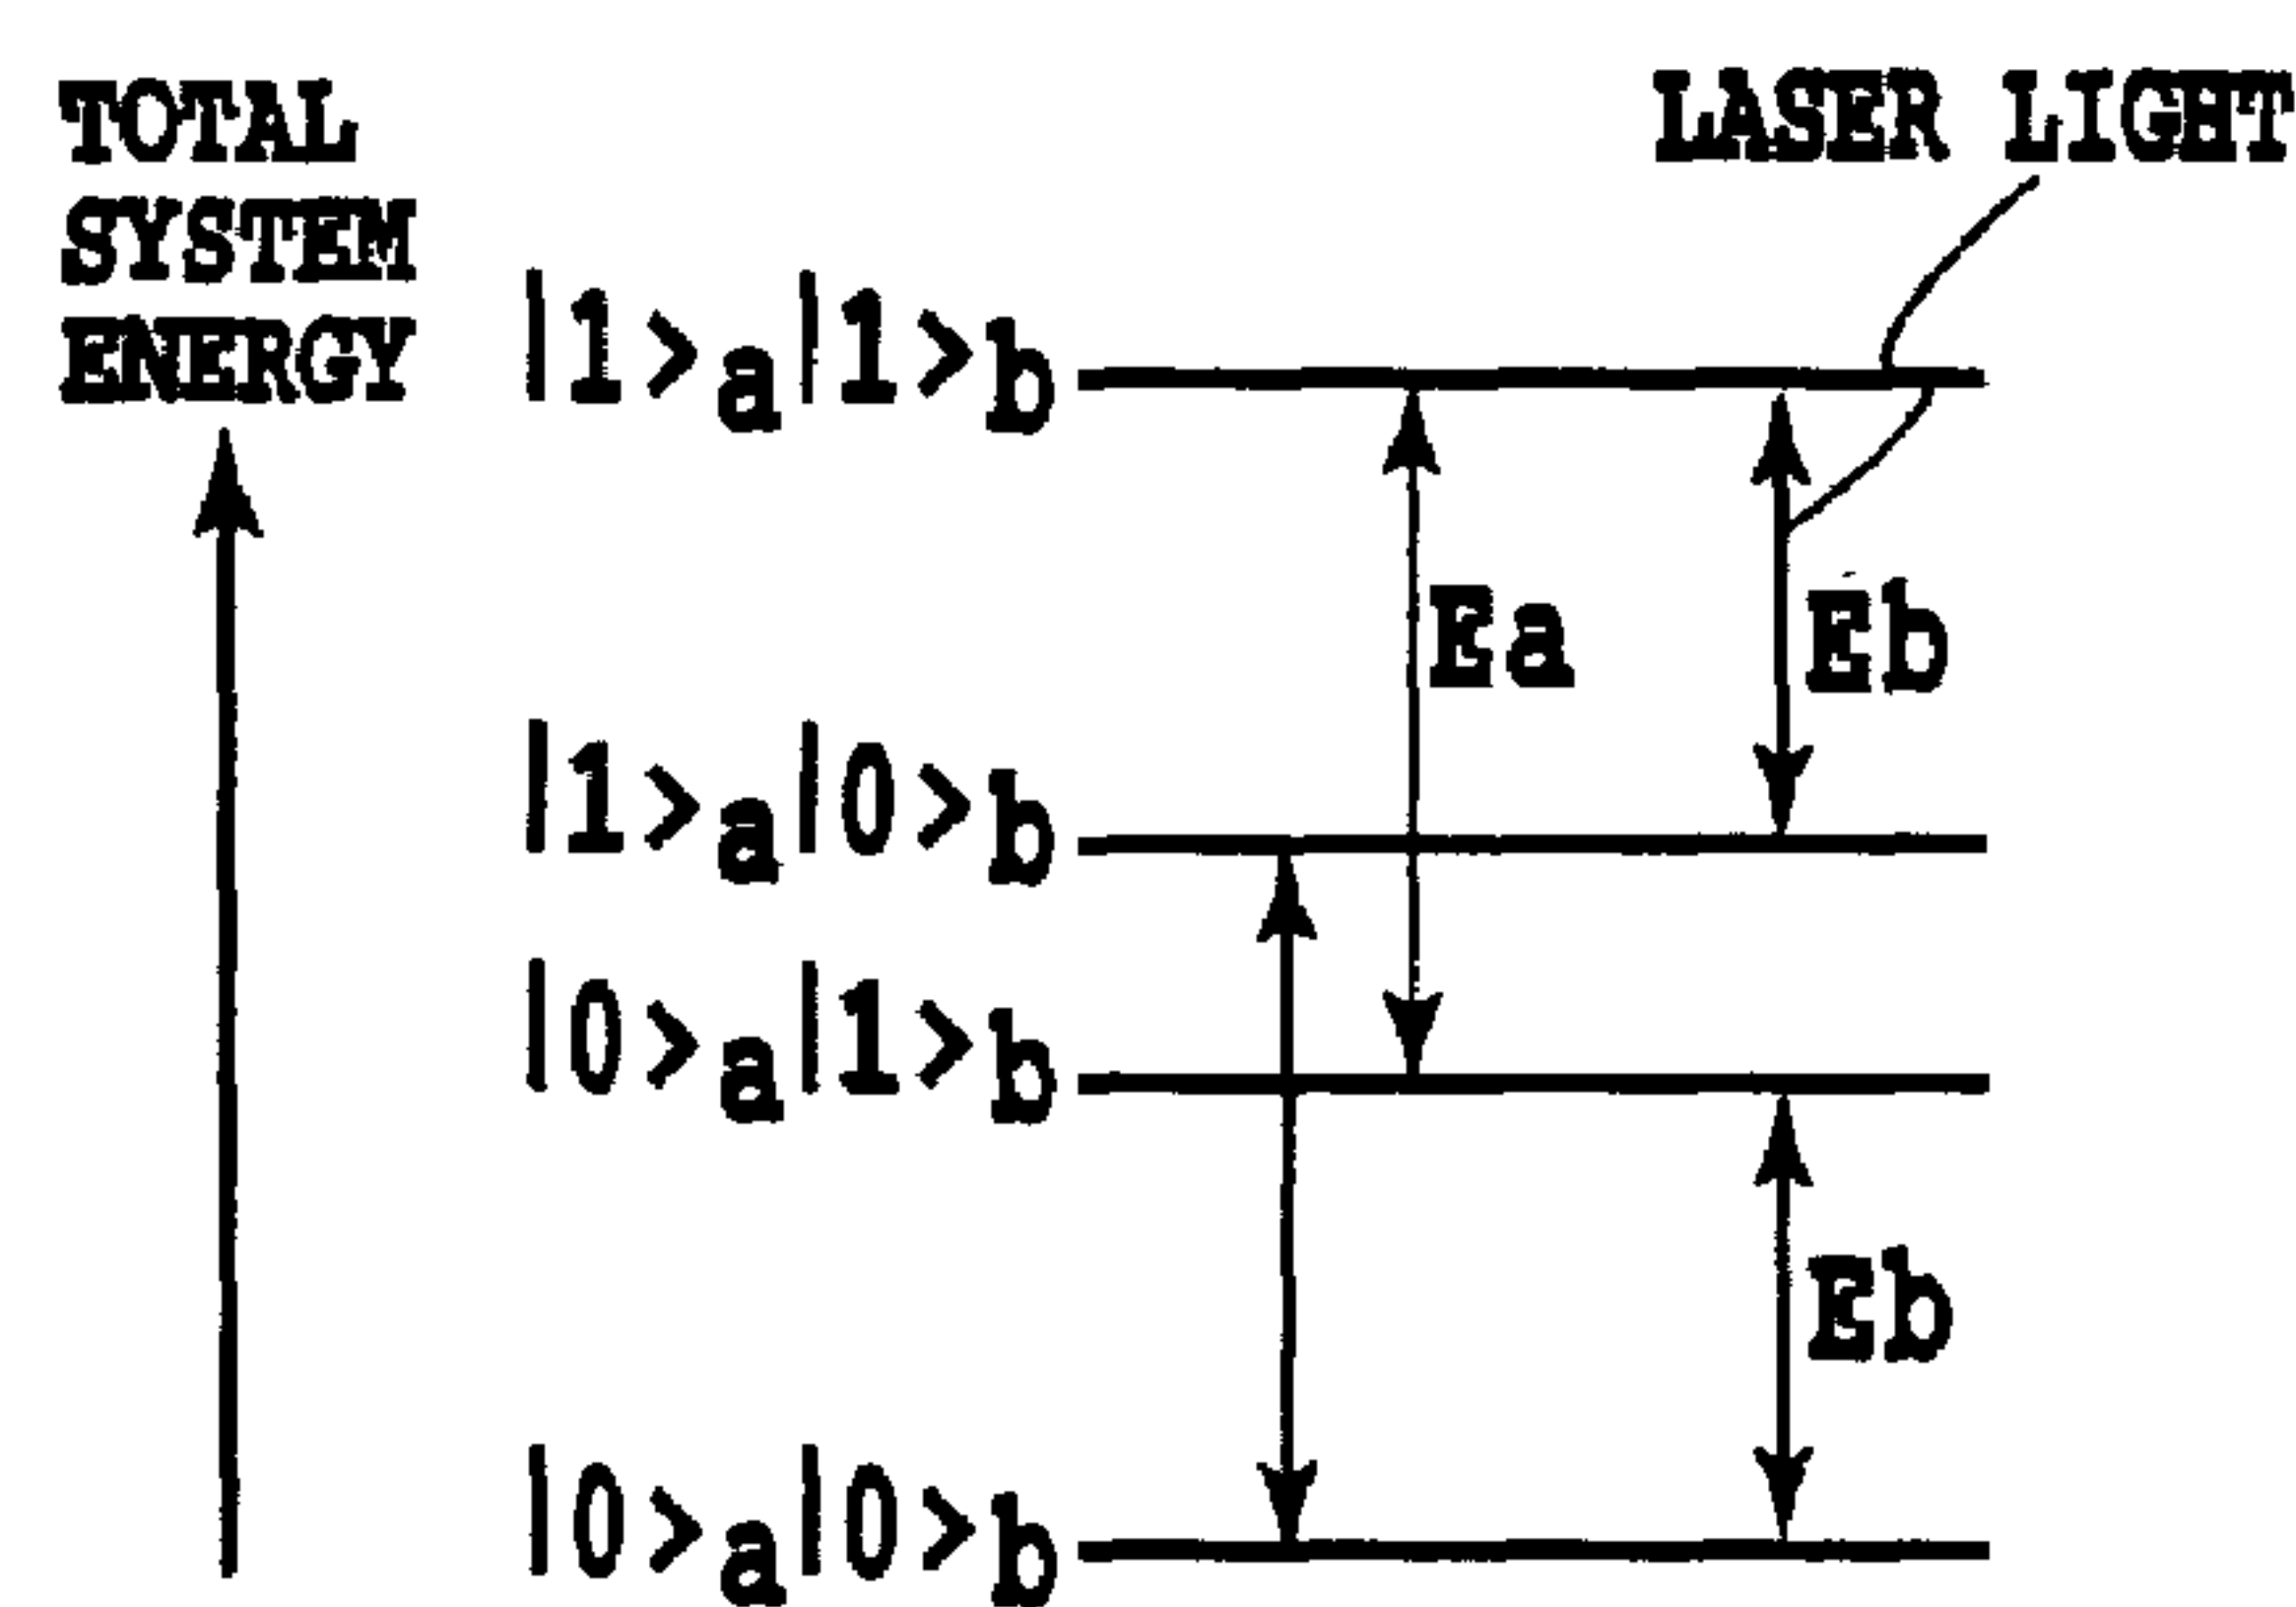 TOTAL
SYSTEM
ENERGY
LASER LIGHT
|1>a|1>b
Ea
Eb
|1>a|0>b
|0>a|1>b
Eb
|0>a|0>b